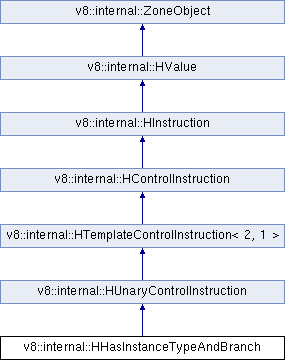 v8::internal::ZoneObject
v8::internal::HValue
v8::internal::HInstruction
v8::internal::HControlInstruction
v8::internal::HTemplateControlInstruction< 2, 1 >
v8::internal::HUnaryControlInstruction
v8::internal::HHasInstanceTypeAndBranch